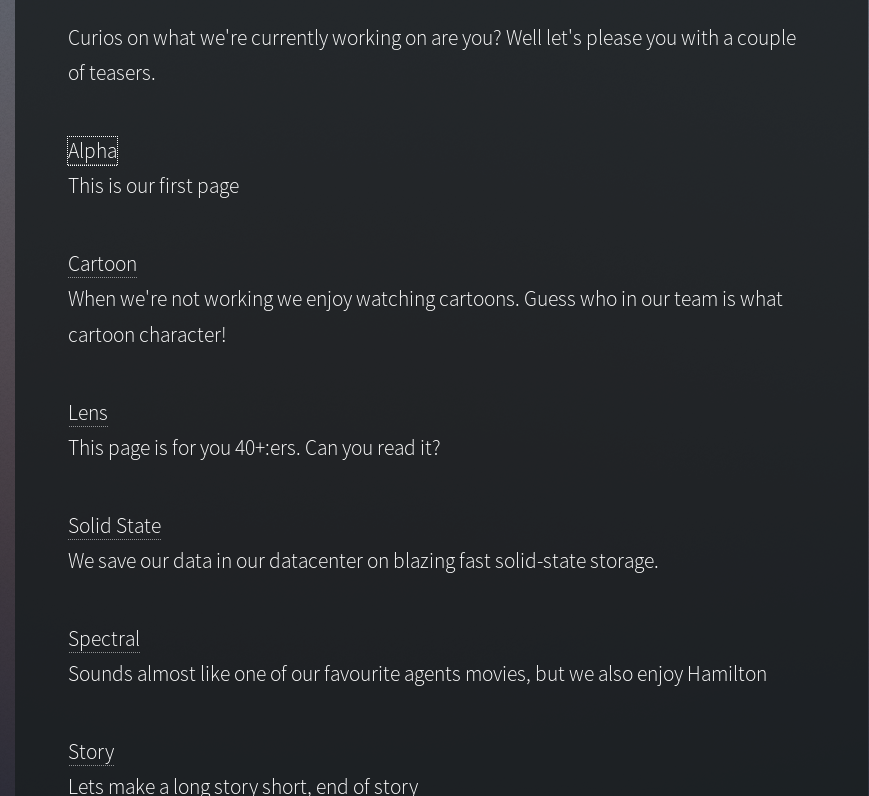 Curios on what we're currently working on are you? Well let's please you with a couple
of teasers.
Alpha
This is our first page
Cartoon
When we're not working we enjoy watching cartoons. Guess who in our team is what
cartoon character!
Lens
This page is for you 40+:ers. Can you read it?
Solid State
We save our data in our datacenter on blazing fast solid-state storage.
Spectral
Sounds almost like one of our favourite agents movies, but we also enjoy Hamilton
Story
Lets make a long story short, end of story